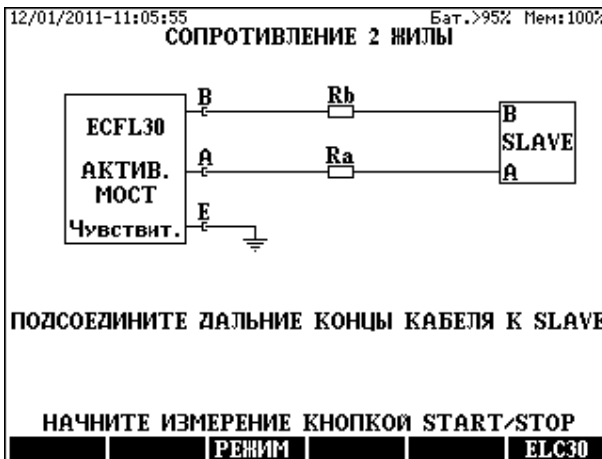 12/01/2011-11:05:55 Бат.>95% Мем:100%
СОПРОТИВЛЕНИЕ 2 ЖИЛЫ
B Rb B
ECFL30 SLAVE
A Ra A
АКТИВ.
МОСТ
E
Чувствит.
ПОДСОЕДИНИТЕ ДАЛЬНИЕ КОНЦЫ КАБЕЛЯ К SLAVE
НАЧНИТЕ ИЗМЕРЕНИЕ КНОПКОЙ START/STOP
РЕЖИМ ELC30